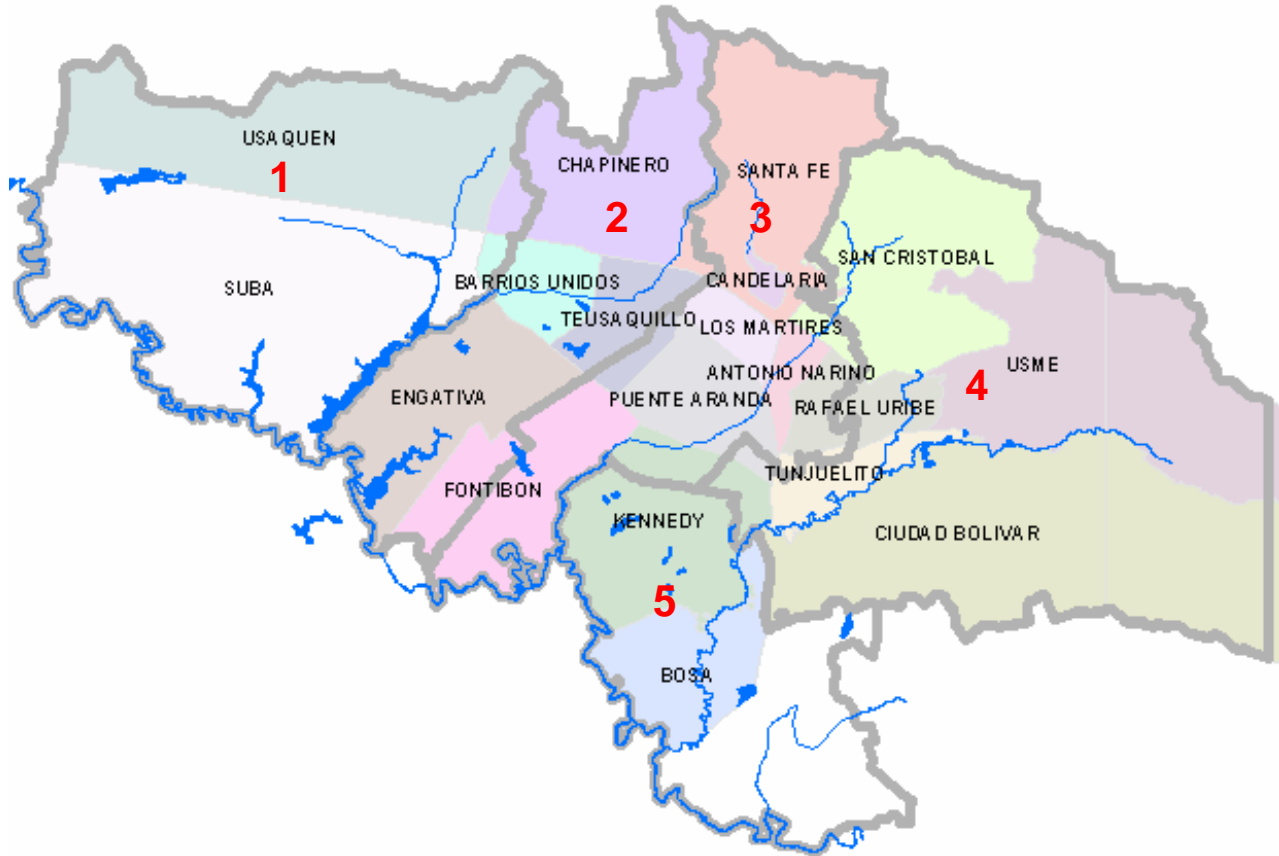 USAQUEN
1
CHAPINERO
SANTA FE
2
3
SAN CRISTOBAL
SUBA
BARRIOS UNIDOS
CANDELARIA
TEUSAQUILLO
LOS MARTIRES
USME
4
ANTONIO NARINO
ENGATIVA
PUENTE ARANDA
RAFAEL URIBE
TUNJUELITO
FONTIBON
KENNEDY
CIUDAD BOLIVAR
5
BOSA